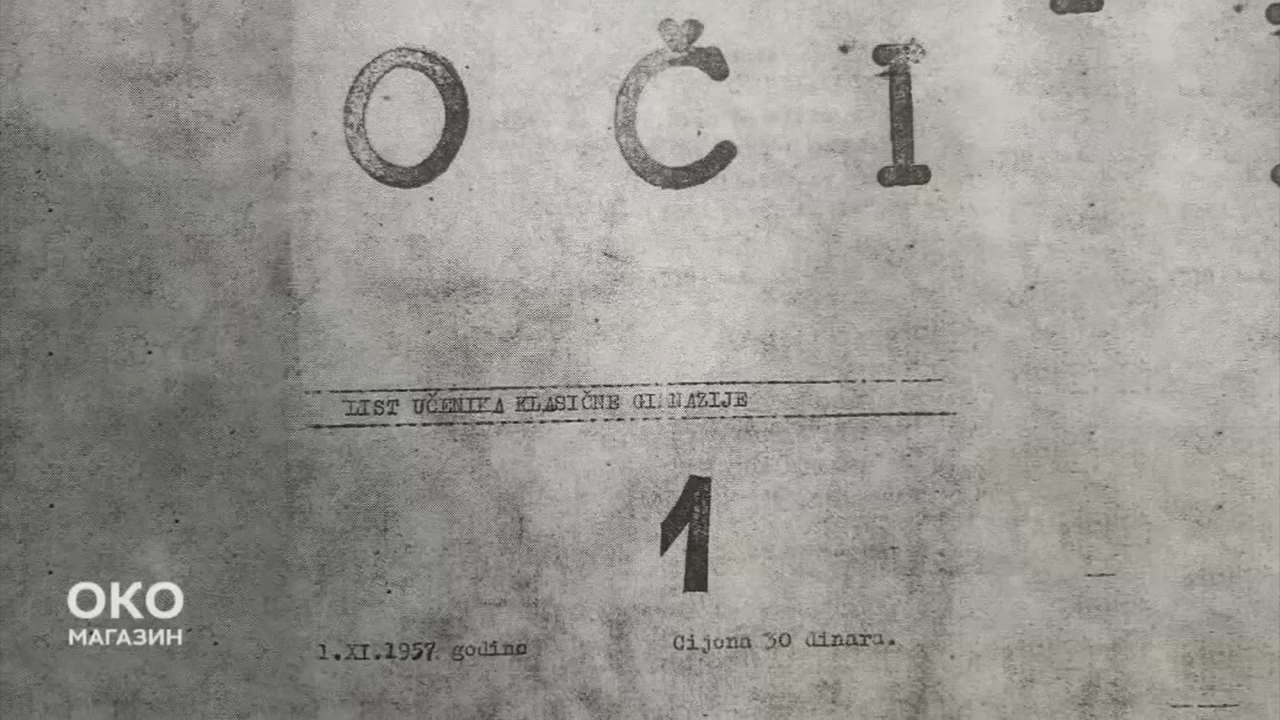 OČI
LIST UČENIKA KLASIČNE GIMNAZIJE
1
1.XI.1957 godine
Cijena 30 dinara.
ОКО
МАГАЗИН